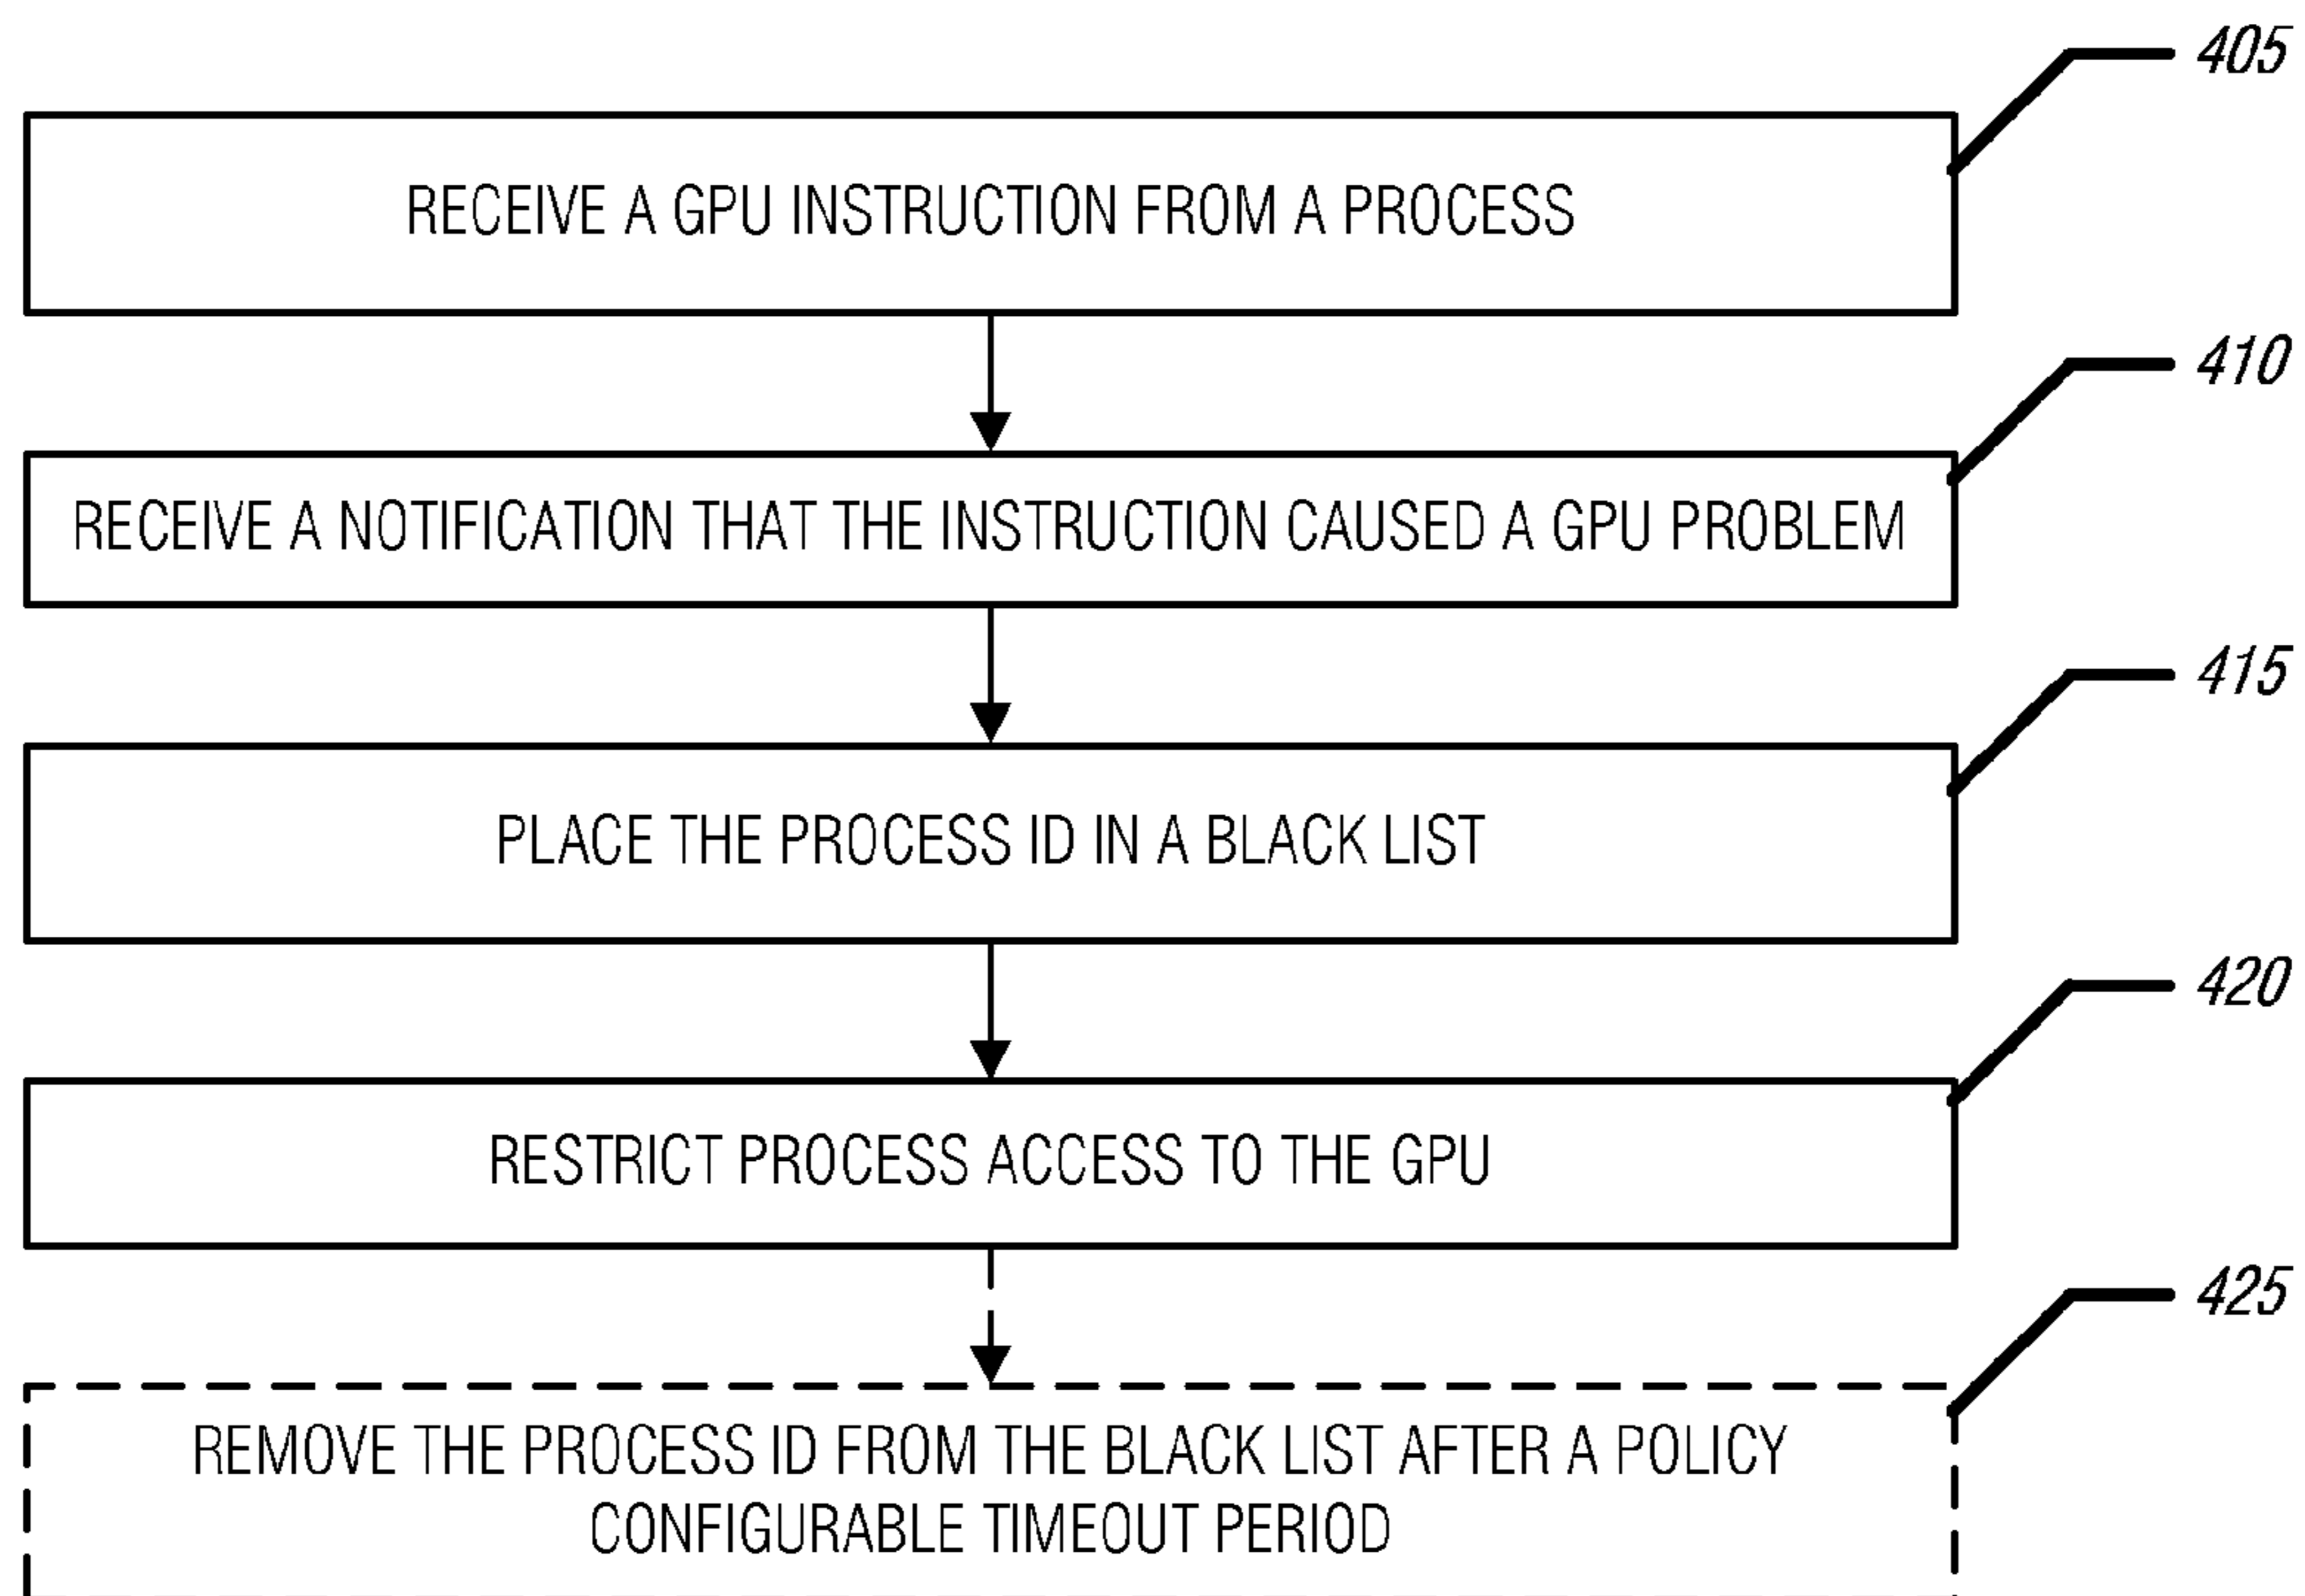 405
RECEIVE A GPU INSTRUCTION FROM A PROCESS
410
RECEIVE A NOTIFICATION THAT THE INSTRUCTION CAUSED A GPU PROBLEM
415
PLACE THE PROCESS ID IN A BLACK LIST
420
RESTRICT PROCESS ACCESS TO THE GPU
425
REMOVE THE PROCESS ID FROM THE BLACK LIST AFTER A POLICY
CONFIGURABLE TIMEOUT PERIOD